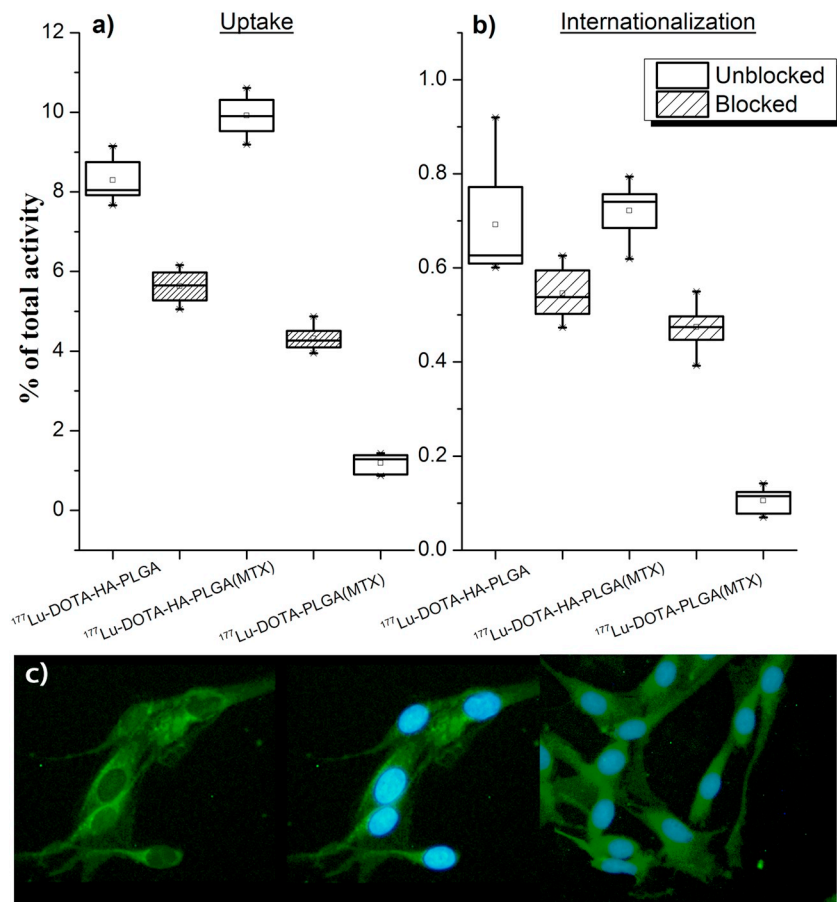 a)
Uptake
12
10
8
6
4
2
0
% of total activity
¹⁷⁷Lu-DOTA-HA-PLGA
¹⁷⁷Lu-DOTA-HA-PLGA(MTX)
¹⁷⁷Lu-DOTA-PLGA(MTX)
b)
Internationalization
Unblocked
Blocked
1.0
0.8
0.6
0.4
0.2
0.0
¹⁷⁷Lu-DOTA-HA-PLGA
¹⁷⁷Lu-DOTA-HA-PLGA(MTX)
¹⁷⁷Lu-DOTA-PLGA(MTX)
c)